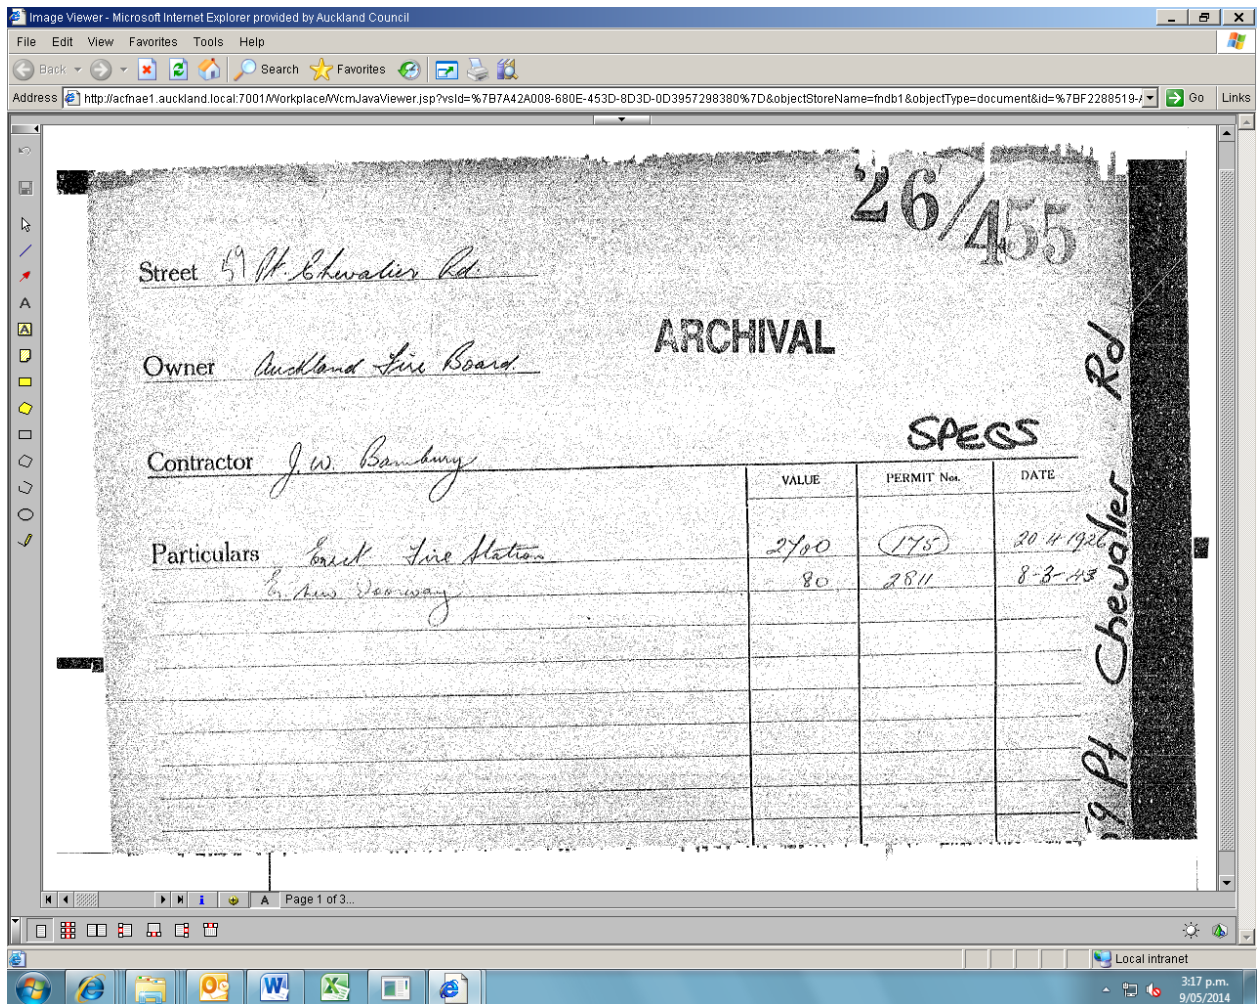 Image Viewer - Microsoft Internet Explorer provided by Auckland Council
File Edit View Favorites Tools Help
Back Search Favorites
Address http://acfnae1.auckland.local:7001/Workplace/WcmJavaViewer.jsp?vsId=%7B7A42A008-680E-453D-8D3D-0D3957298380%7D&objectStoreName=fndb1&objectType=document&id=%7BF2288519-A Go Links
26/455
Street 59 Pt. Chevalier Rd.
ARCHIVAL
Owner Auckland Fire Board.
SPECS
Contractor J. W. Bambury
VALUE PERMIT Nos. DATE
Particulars Erect Fire Station 2700 175 20-4-1926
New Doorway 80 2811 8-3-43
59 Pt Chevalier Rd
A Page 1 of 3...
Local intranet
3:17 p.m.
9/05/2014